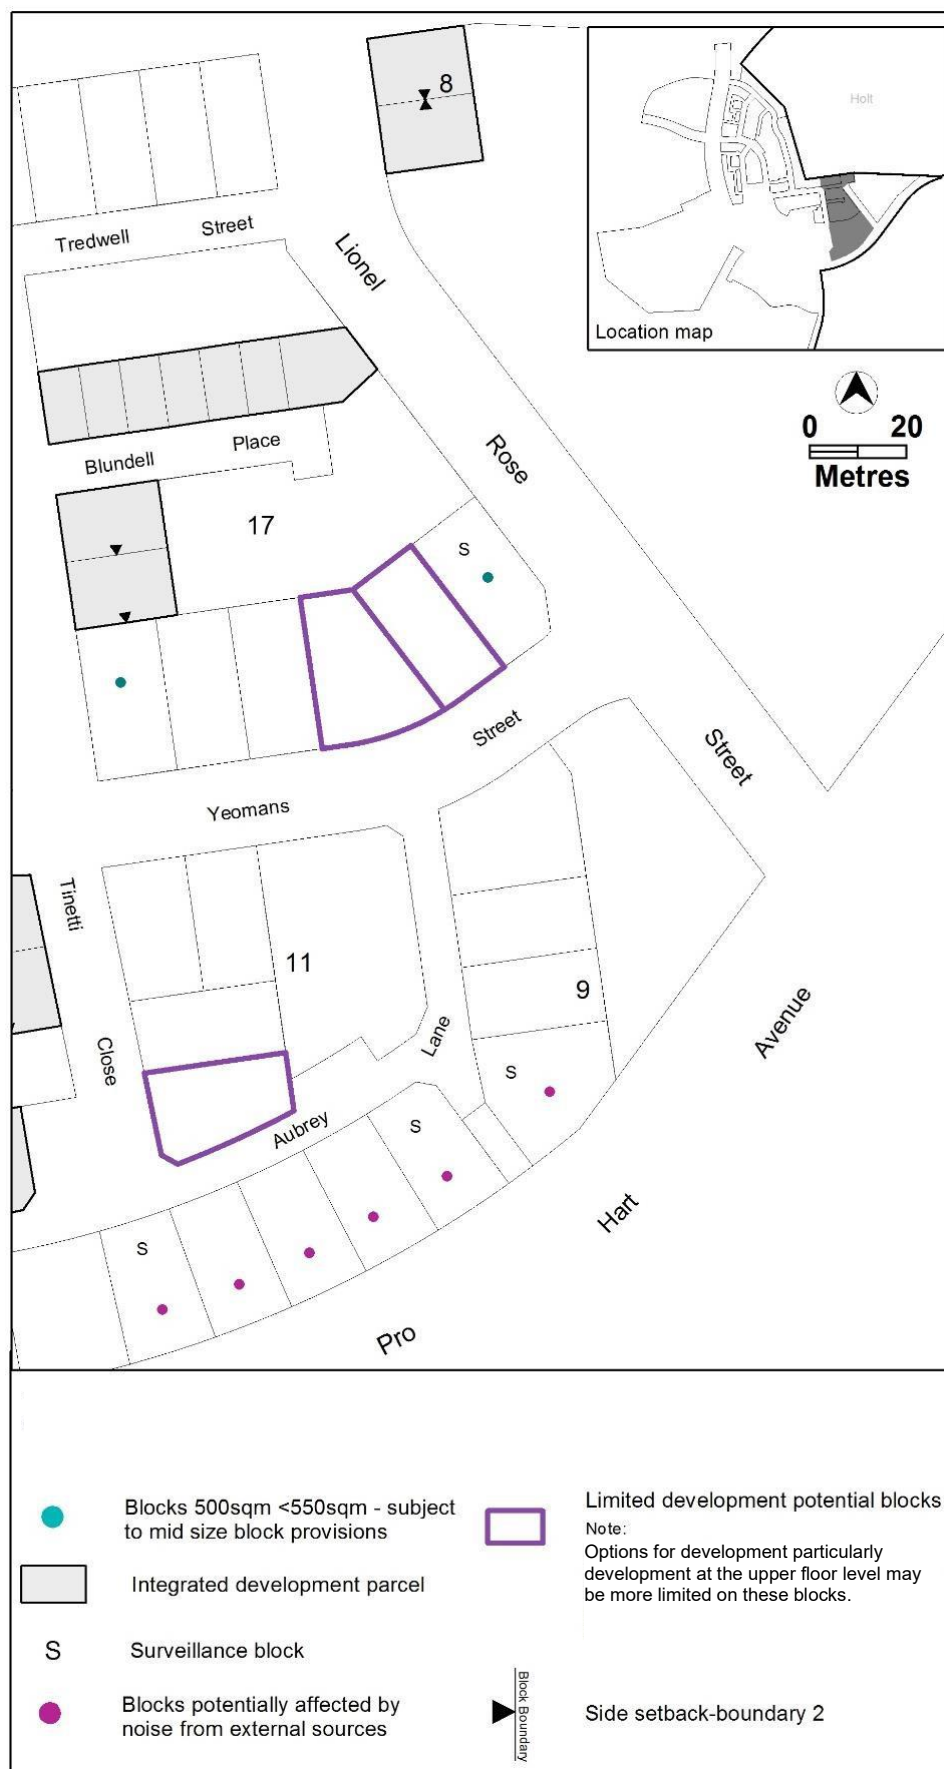 8
Holt
Location map
0 20
Metres
Tredwell Street
Lionel
Rose
Street
Blundell Place
17
S
Street
Yeomans
Tinetti
Close
11
9
Lane
Avenue
S
Aubrey
S
S
Hart
Pro
Blocks 500sqm <550sqm - subject
to mid size block provisions
Integrated development parcel
S Surveillance block
Blocks potentially affected by
noise from external sources
Limited development potential blocks
Note:
Options for development particularly
development at the upper floor level may
be more limited on these blocks.
Block Boundary
Side setback-boundary 2